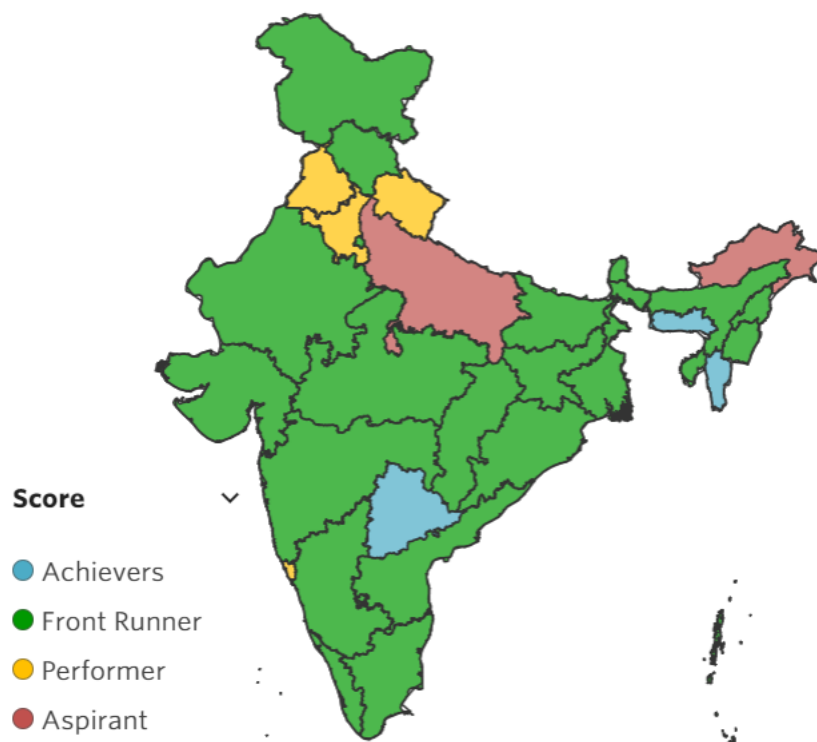 Score
Achievers
Front Runner
Performer
Aspirant